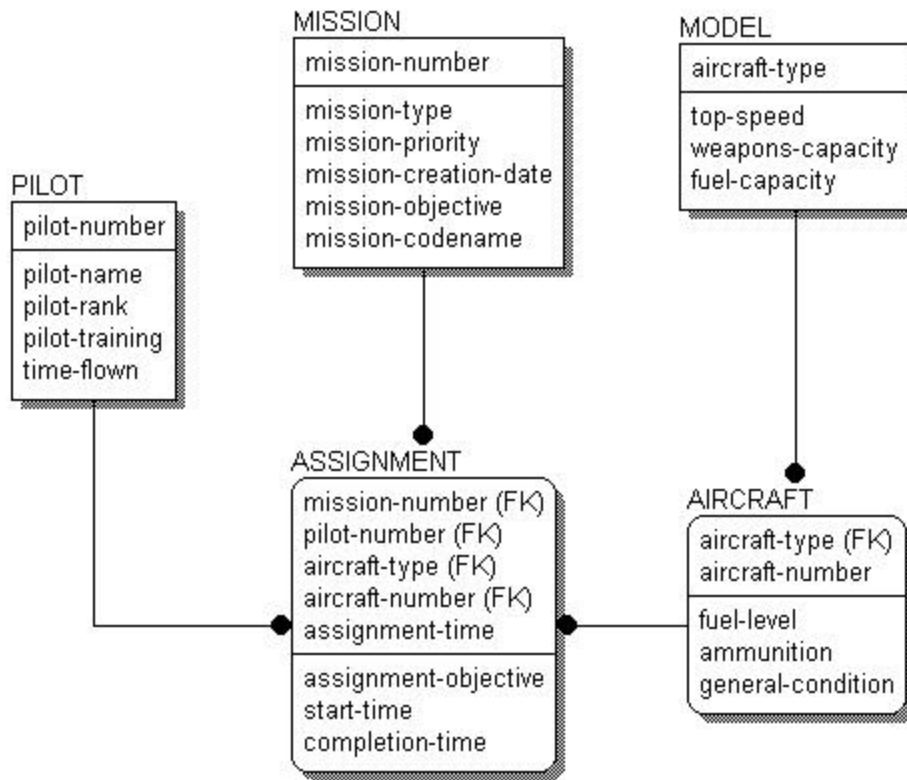 MISSION
mission-number
mission-type
mission-priority
mission-creation-date
mission-objective
mission-codename
MODEL
aircraft-type
top-speed
weapons-capacity
fuel-capacity
PILOT
pilot-number
pilot-name
pilot-rank
pilot-training
time-flown
ASSIGNMENT
mission-number (FK)
pilot-number (FK)
aircraft-type (FK)
aircraft-number (FK)
assignment-time
assignment-objective
start-time
completion-time
AIRCRAFT
aircraft-type (FK)
aircraft-number
fuel-level
ammunition
general-condition